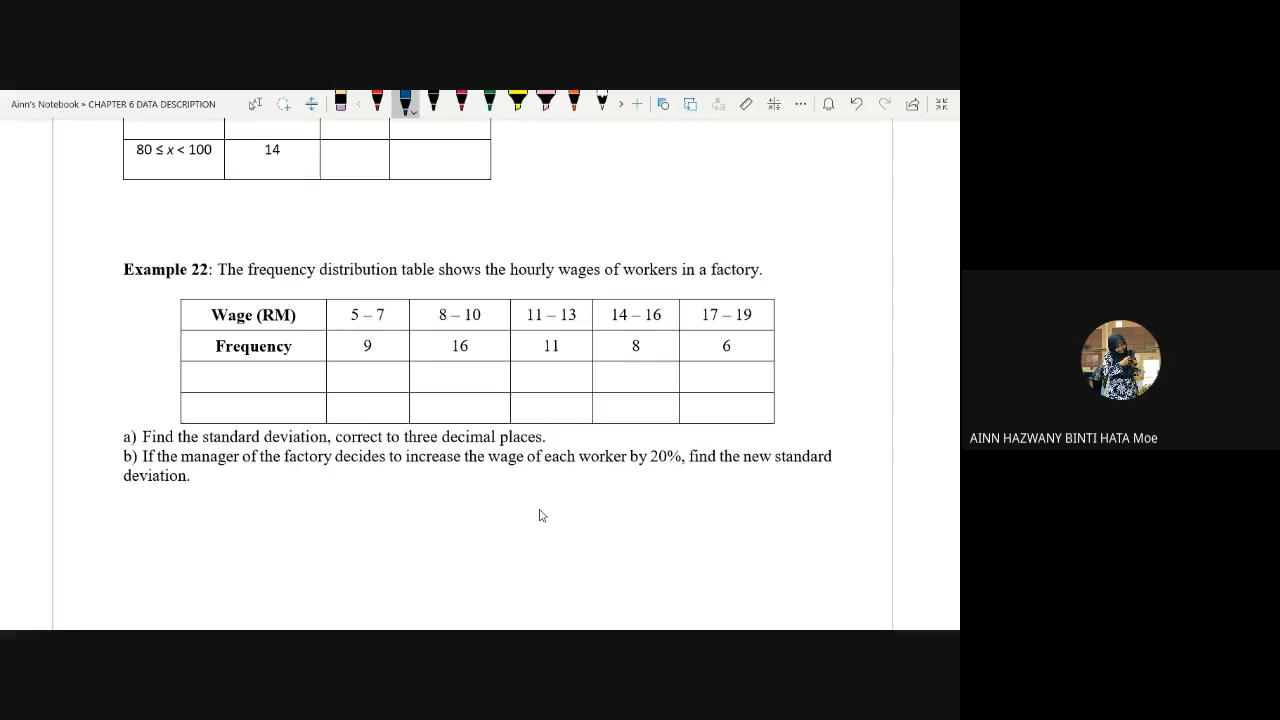 Ainn's Notebook » CHAPTER 6 DATA DESCRIPTION
80 ≤ x < 100 14
Example 22: The frequency distribution table shows the hourly wages of workers in a factory.
Wage (RM) 5 – 7 8 – 10 11 – 13 14 – 16 17 – 19
Frequency 9 16 11 8 6
a) Find the standard deviation, correct to three decimal places.
b) If the manager of the factory decides to increase the wage of each worker by 20%, find the new standard
deviation.
AINN HAZWANY BINTI HATA Moe